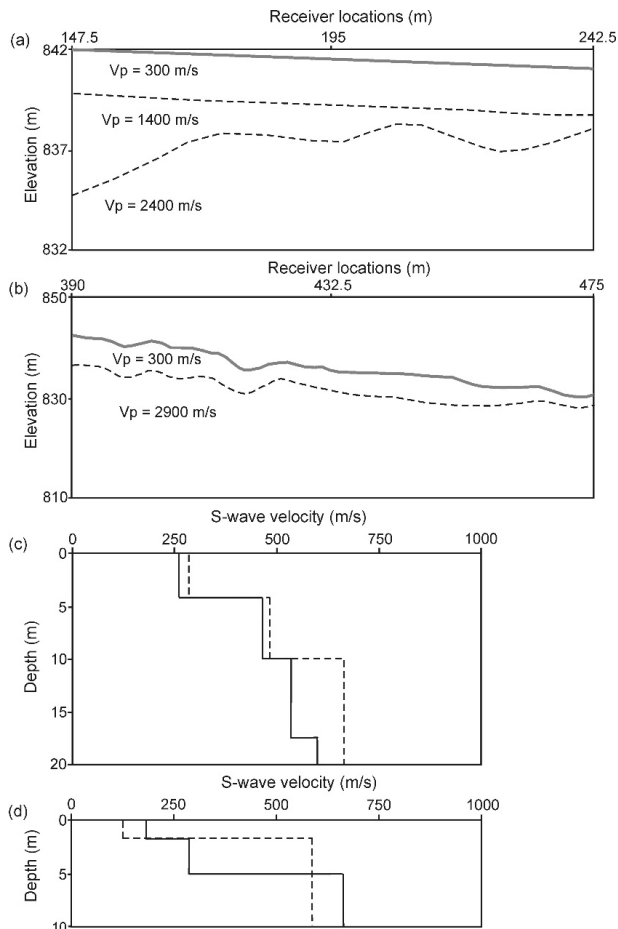 Receiver locations (m)
(a)
147.5 195 242.5
842
Vp = 300 m/s
Vp = 1400 m/s
837
Vp = 2400 m/s
832
Elevation (m)
Receiver locations (m)
(b)
390 432.5 475
850
Vp = 300 m/s
830
Vp = 2900 m/s
810
Elevation (m)
S-wave velocity (m/s)
(c)
0 250 500 750 1000
0
5
10
15
20
Depth (m)
S-wave velocity (m/s)
(d)
0 250 500 750 1000
0
5
10
Depth (m)